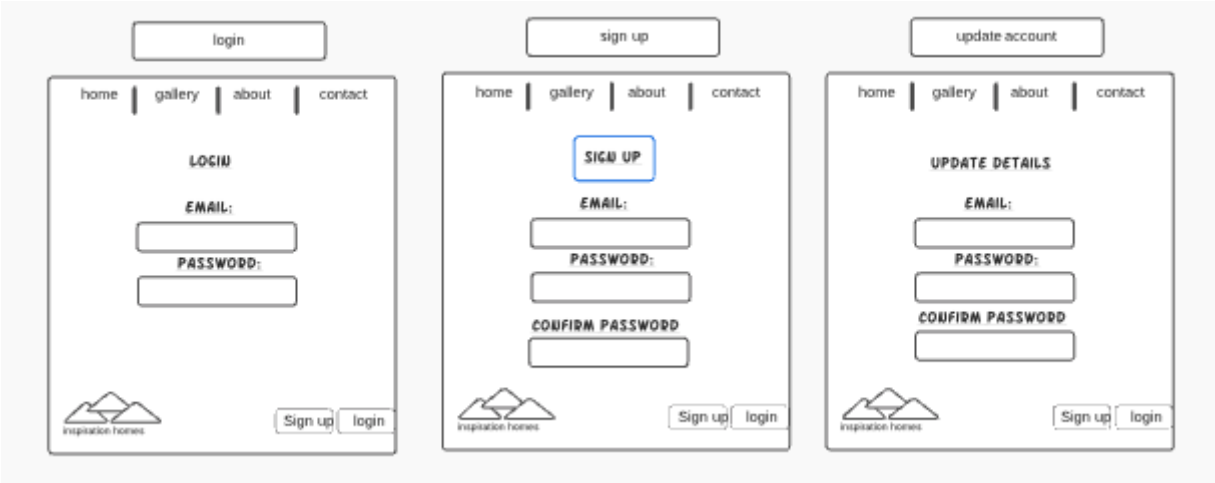 login
home gallery about contact
LOGIN
EMAIL:
PASSWORD:
inspiration homes
Sign up login
sign up
home gallery about contact
SIGN UP
EMAIL:
PASSWORD:
CONFIRM PASSWORD
inspiration homes
Sign up login
update account
home gallery about contact
UPDATE DETAILS
EMAIL:
PASSWORD:
CONFIRM PASSWORD
inspiration homes
Sign up login